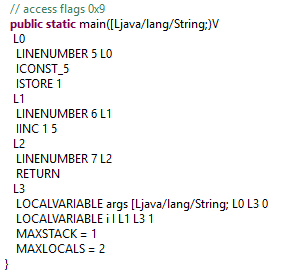 // access flags 0x9
public static main([Ljava/lang/String;)V
L0
LINENUMBER 5 L0
ICONST_5
ISTORE 1
L1
LINENUMBER 6 L1
IINC 1 5
L2
LINENUMBER 7 L2
RETURN
L3
LOCALVARIABLE args [Ljava/lang/String; L0 L3 0
LOCALVARIABLE i I L1 L3 1
MAXSTACK = 1
MAXLOCALS = 2
}